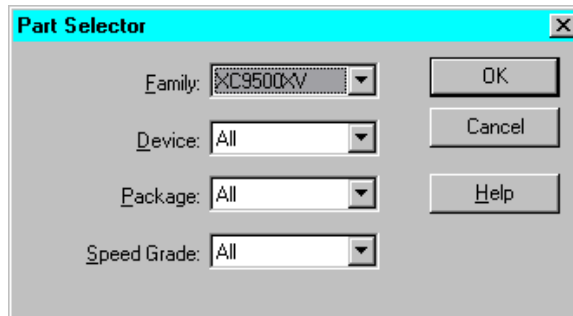 Part Selector
Family: XC9500XV OK
Device: All Cancel
Package: All Help
Speed Grade: All